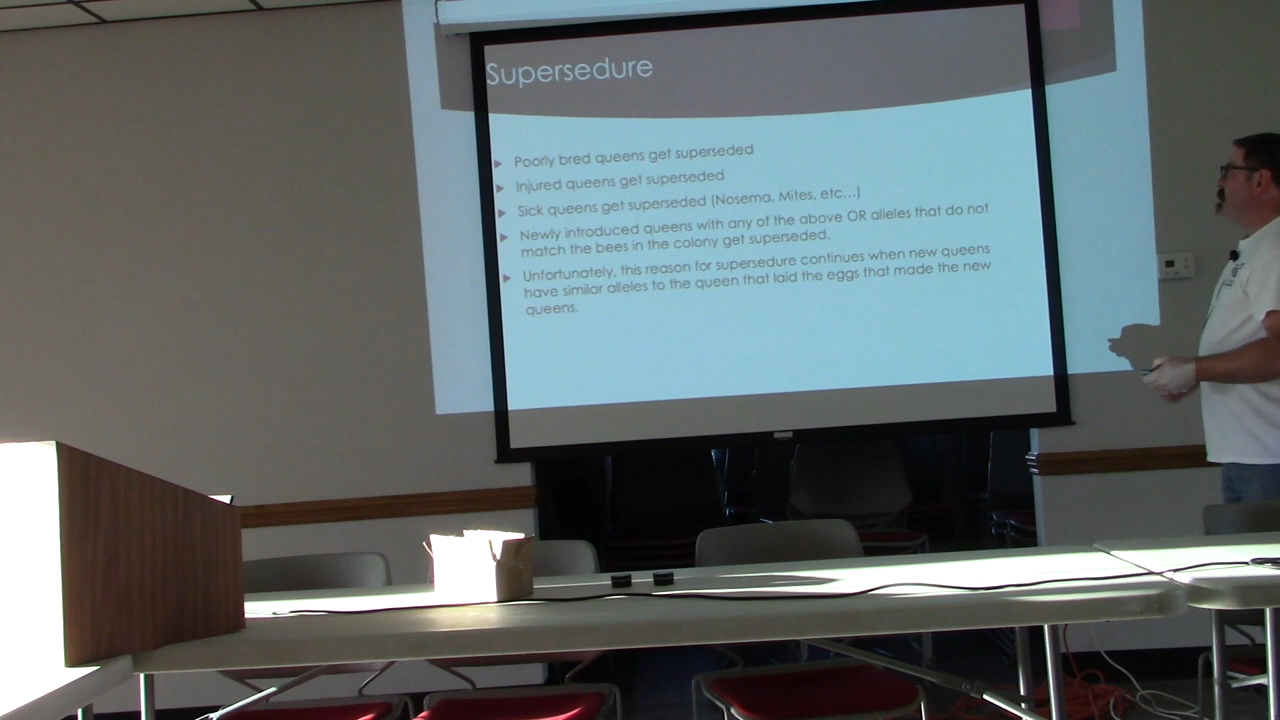 Supersedure
Poorly bred queens get superseded
Injured queens get superseded
Sick queens get superseded (Nosema, Mites, etc...)
Newly introduced queens with any of the above OR alleles that do not
match the bees in the colony get superseded.
Unfortunately, this reason for supersedure continues when new queens
have similar alleles to the queen that laid the eggs that made the new
queens.